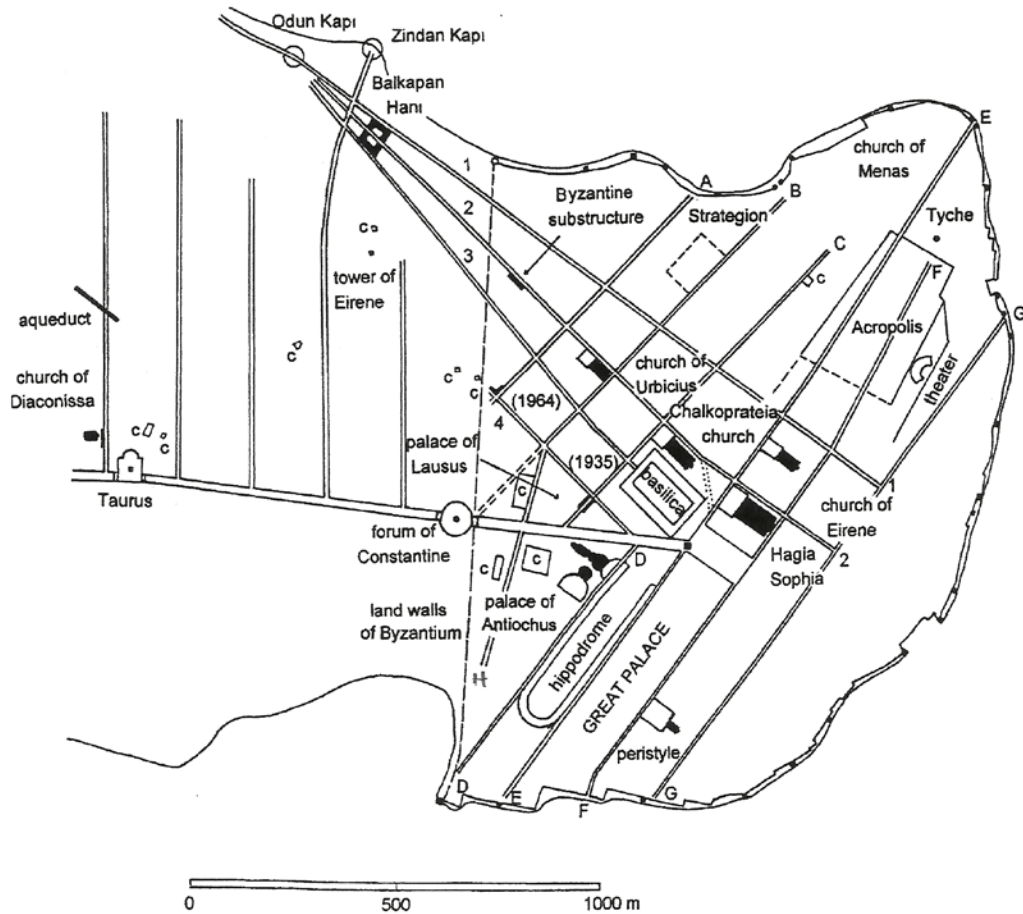 Odun Kapı
Zindan Kapı
Balkapan
Hanı
E
church of
Menas
1
A
B
Byzantine
substructure
Strategion
2
Tyche
C
3
c
c
F
tower of
Eirene
aqueduct
G
Acropolis
c
church of
Diaconissa
church of
Urbicius
theater
c
c
(1964)
Chalkoprateia
church
4
c
c
palace of
Lausus
(1935)
basilica
1
Taurus
c
church of
Eirene
forum of
Constantine
Hagia
Sophia
2
D
c
c
land walls
of Byzantium
palace of
Antiochus
hippodrome
GREAT PALACE
H
peristyle
D
E
F
G
0
500
1000 m